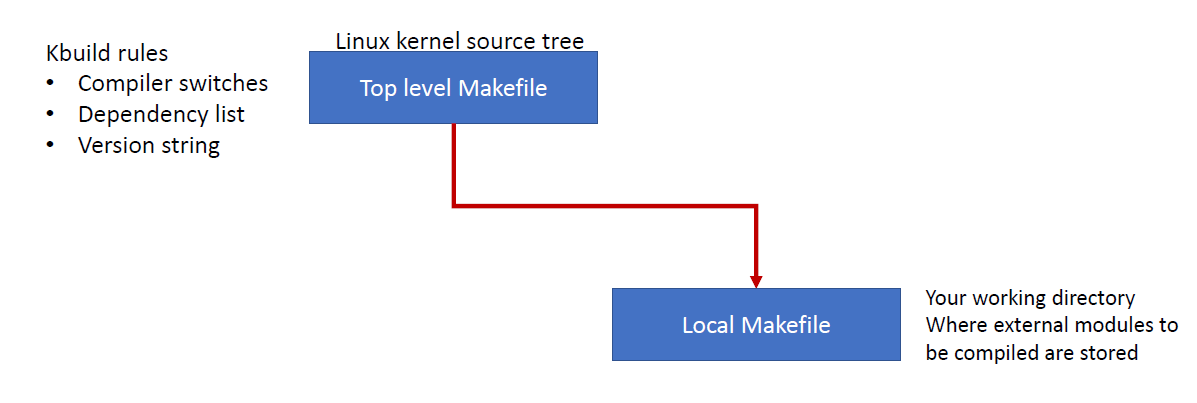 Linux kernel source tree
Kbuild rules
• Compiler switches
• Dependency list
• Version string
Top level Makefile
Local Makefile
Your working directory
Where external modules to
be compiled are stored